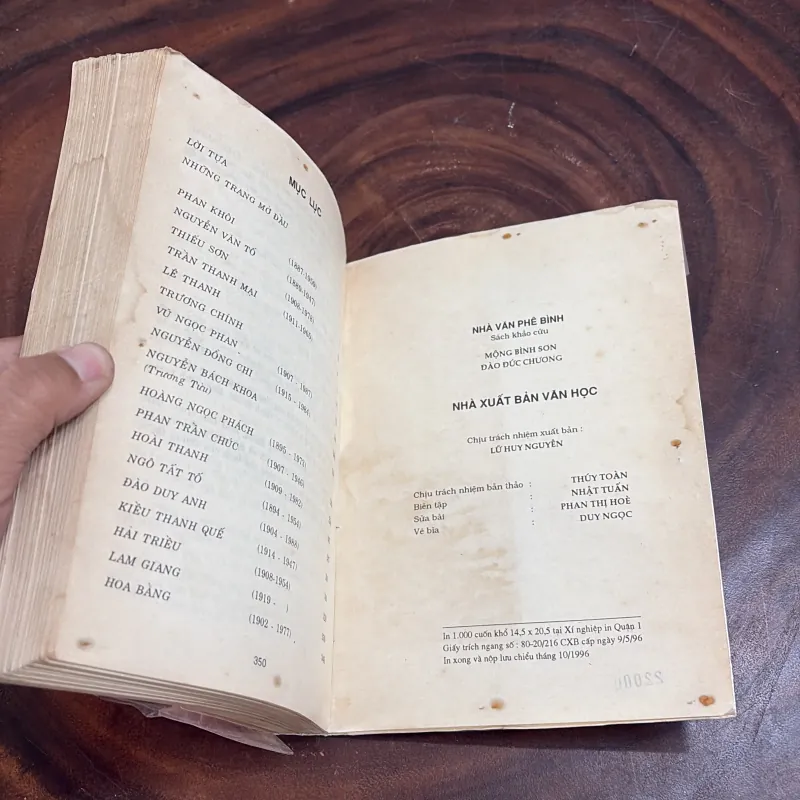 MỤC LỤC
LỜI TỰA
NHỮNG TRANG MỞ ĐẦU
PHAN KHÔI (1887-1959)
NGUYỄN VĂN TỐ (1889-1947)
THIẾU SƠN (1908-1978)
TRẦN THANH MẠI (1911-1965)
LÊ THANH
TRƯƠNG CHÍNH
VŨ NGỌC PHAN (1907 - 1987)
NGUYỄN ĐỔNG CHI (1915 - 1984)
NGUYỄN BÁCH KHOA
(Trương Tửu)
HOÀNG NGỌC PHÁCH (1895 - 1973)
PHAN TRẦN CHÚC (1907 - 1946)
HOÀI THANH (1909 - 1982)
NGÔ TẤT TỐ (1894 - 1954)
ĐÀO DUY ANH (1904 - 1988)
KIỀU THANH QUẾ (1914 - 1947)
HẢI TRIỀU (1908-1954)
LAM GIANG (1919 - )
HOA BẰNG (1902 - 1977)
350
NHÀ VĂN PHÊ BÌNH
Sách khảo cứu
MỘNG BÌNH SƠN
ĐÀO ĐỨC CHƯƠNG
NHÀ XUẤT BẢN VĂN HỌC
Chịu trách nhiệm xuất bản :
LỮ HUY NGUYÊN
Chịu trách nhiệm bản thảo : THÚY TOÀN
Biên tập : NHẬT TUẤN
Sửa bài : PHAN THỊ HOÈ
Vẽ bìa : DUY NGỌC
In 1.000 cuốn khổ 14,5 x 20,5 tại Xí nghiệp in Quận 1
Giấy trích ngang số : 80-20/216 CXB cấp ngày 9/5/96
In xong và nộp lưu chiểu tháng 10/1996